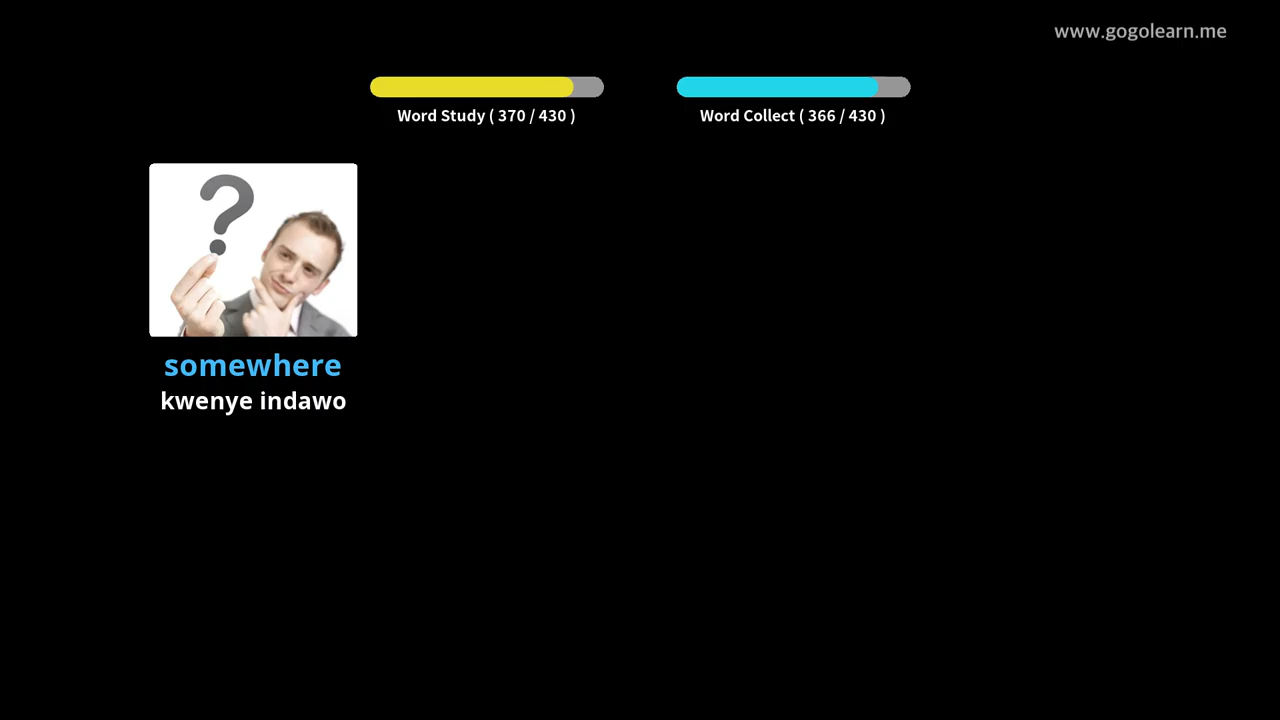 www.gogolearn.me
Word Study ( 370 / 430 )
Word Collect ( 366 / 430 )
somewhere
kwenye indawo